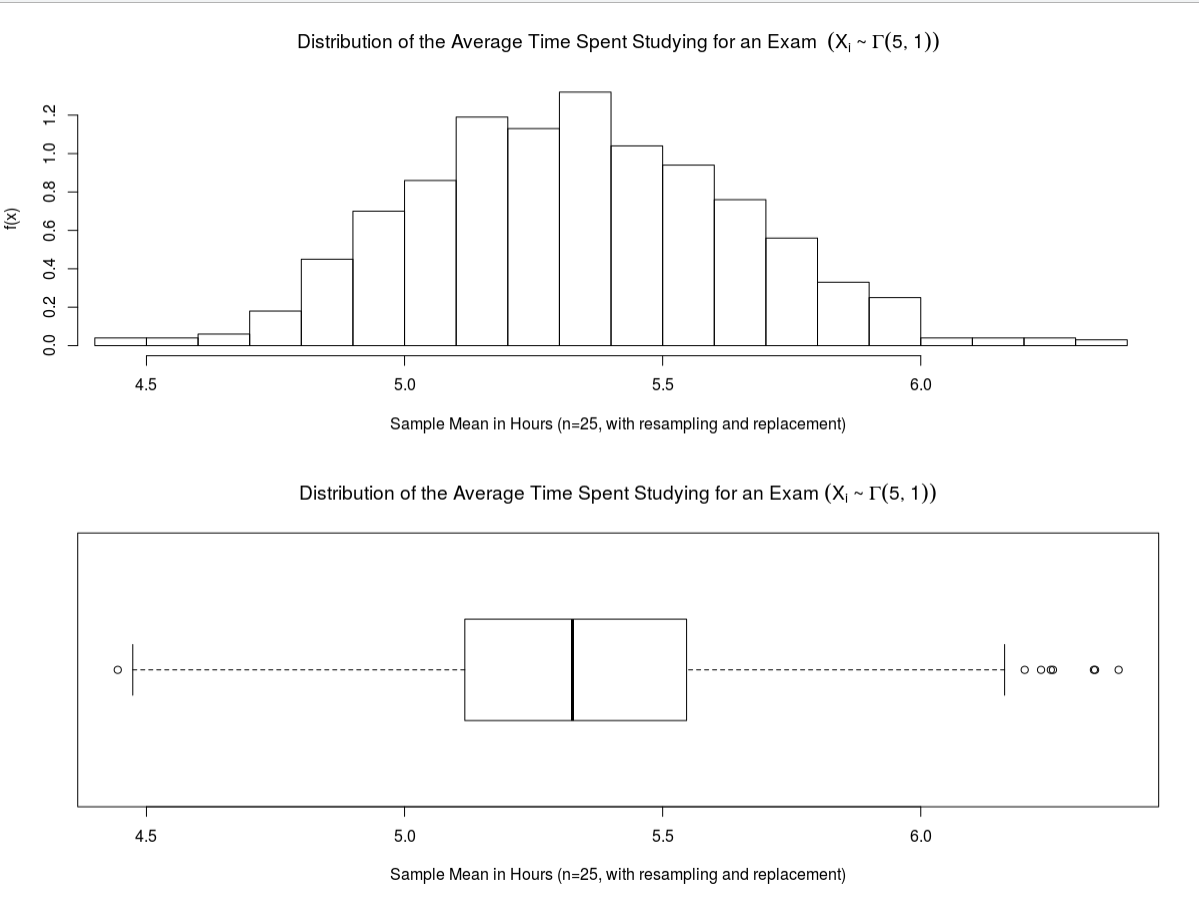 Distribution of the Average Time Spent Studying for an Exam (Xᵢ ~ Γ(5, 1))
f(x)
0.0 0.2 0.4 0.6 0.8 1.0 1.2
4.5 5.0 5.5 6.0
Sample Mean in Hours (n=25, with resampling and replacement)
Distribution of the Average Time Spent Studying for an Exam (Xᵢ ~ Γ(5, 1))
4.5 5.0 5.5 6.0
Sample Mean in Hours (n=25, with resampling and replacement)